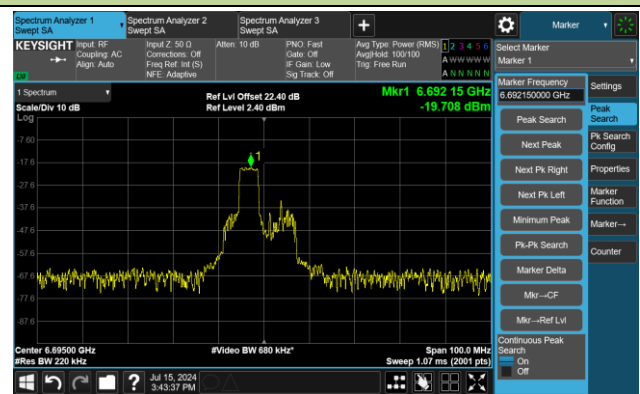 Spectrum Analyzer 1
Swept SA
Spectrum Analyzer 2
Swept SA
Spectrum Analyzer 3
Swept SA
Marker
KEYSIGHT
Input: RF
Coupling: AC
Align: Auto
Input Z: 50 Ω
Corrections: Off
Freq Ref: Int (S)
NFE: Adaptive
Atten: 10 dB
PNO: Fast
Gate: Off
IF Gain: Low
Sig Track: Off
Avg Type: Power (RMS)
Avg|Hold: 100/100
Trig: Free Run
1 2 3 4 5 6
A W W W W W
A N N N N N
LXI
Select Marker
Marker 1
1 Spectrum
Scale/Div 10 dB
Ref Lvl Offset 22.40 dB
Ref Level 2.40 dBm
Mkr1 6.692 15 GHz
-19.708 dBm
Log
-7.60
-17.6
-27.6
-37.6
-47.6
-57.6
-67.6
-77.6
-87.6
1
Center 6.69500 GHz
#Res BW 220 kHz
#Video BW 680 kHz*
Span 100.0 MHz
Sweep 1.07 ms (2001 pts)
Marker Frequency
6.692150000 GHz
Peak Search
Next Peak
Next Pk Right
Next Pk Left
Minimum Peak
Pk-Pk Search
Marker Delta
Mkr→CF
Mkr→Ref Lvl
Continuous Peak
Search
On
Off
Settings
Peak
Search
Pk Search
Config
Properties
Marker
Function
Marker→
Counter
?
Jul 15, 2024
3:43:37 PM